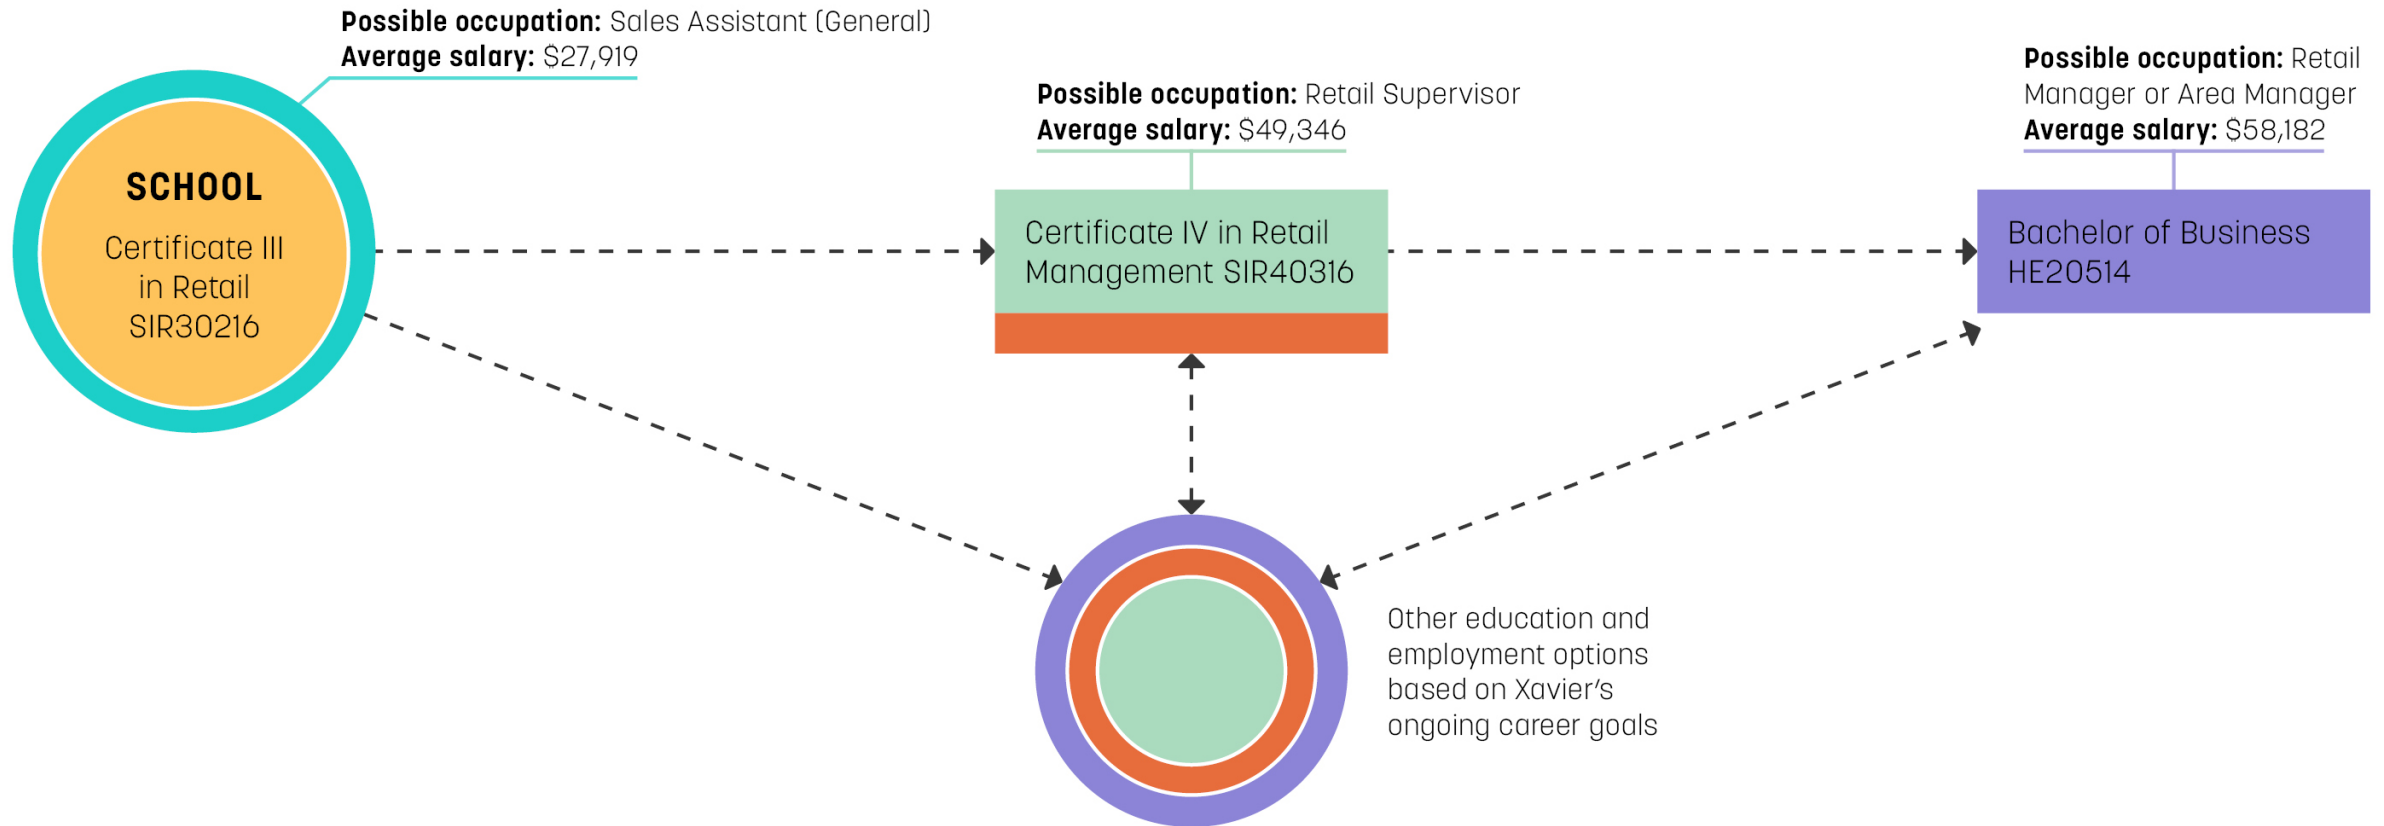 Possible occupation: Sales Assistant (General)
Average salary: $27,919
SCHOOL
Certificate III
in Retail
SIR30216
Possible occupation: Retail Supervisor
Average salary: $49,346
Certificate IV in Retail
Management SIR40316
Possible occupation: Retail
Manager or Area Manager
Average salary: $58,182
Bachelor of Business
HE20514
Other education and
employment options
based on Xavier’s
ongoing career goals